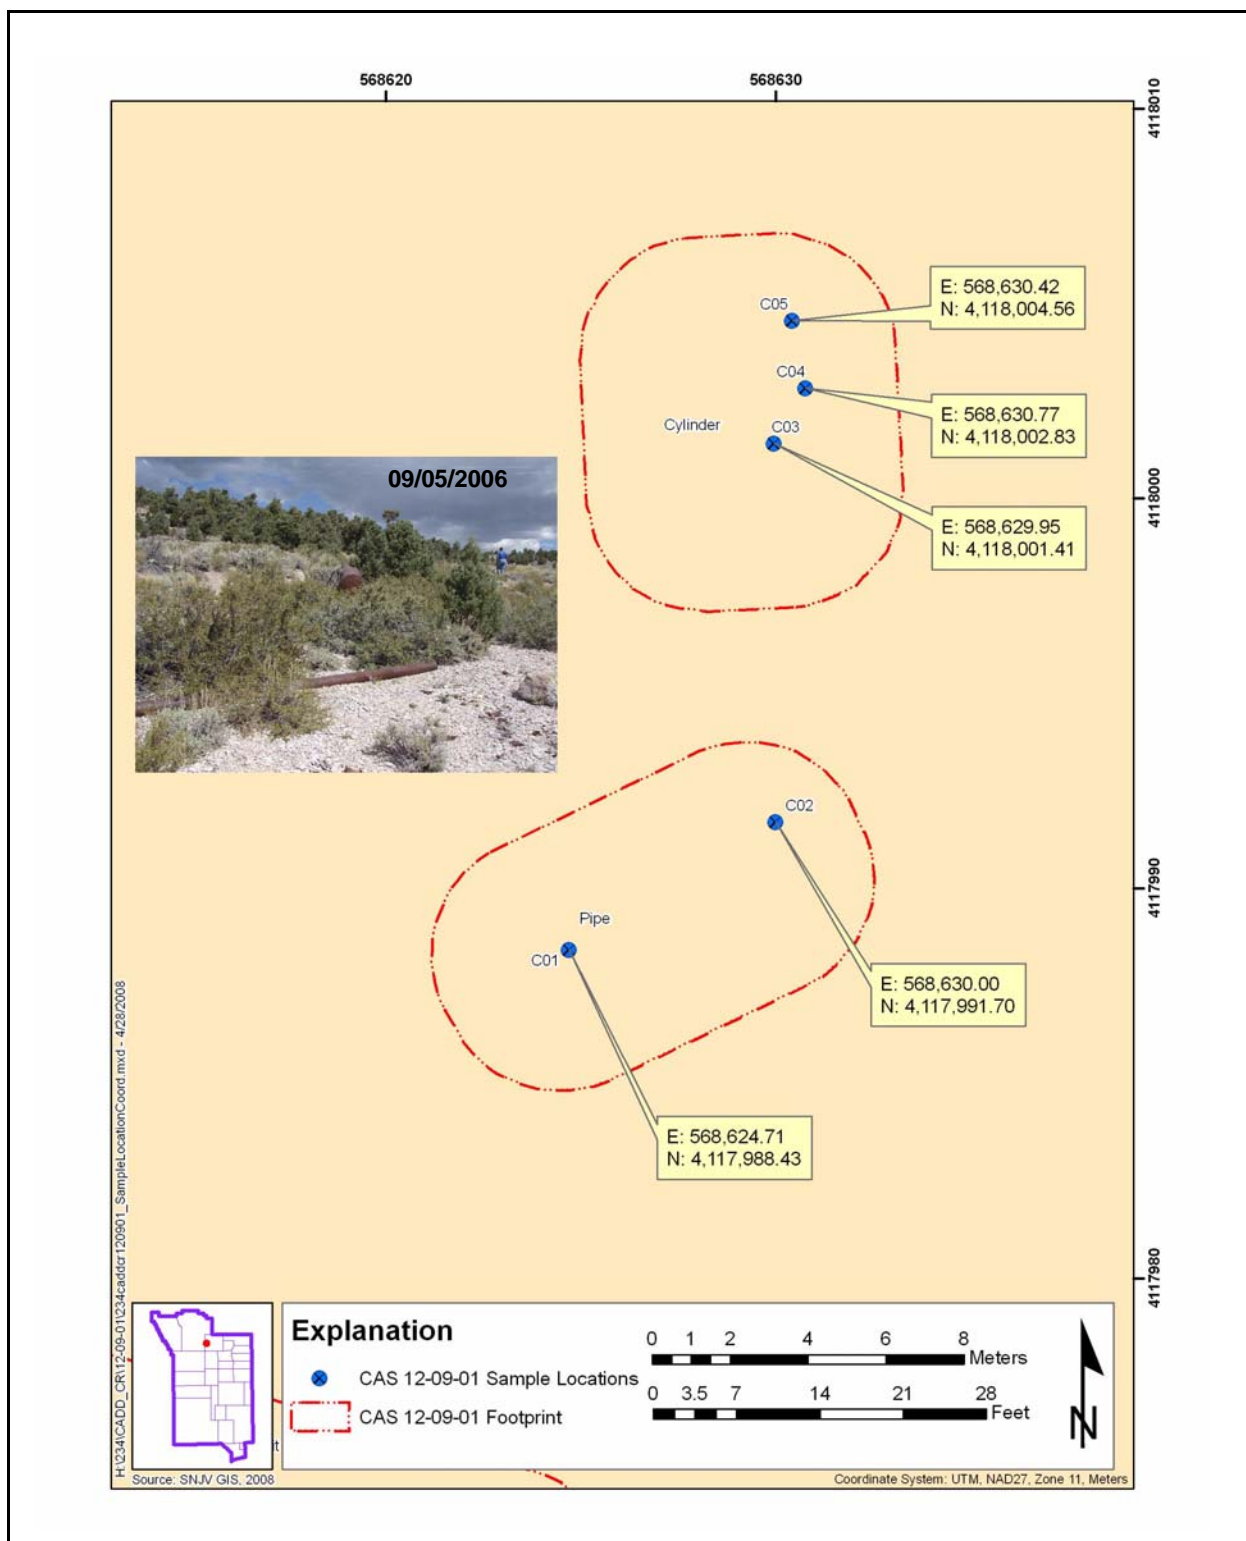 568620
568630
4118010
E: 568,630.42
N: 4,118,004.56
C05
C04
E: 568,630.77
N: 4,118,002.83
Cylinder
C03
09/05/2006
4118000
E: 568,629.95
N: 4,118,001.41
C02
4117990
Pipe
C01
E: 568,630.00
N: 4,117,991.70
E: 568,624.71
N: 4,117,988.43
4117980
H:\234\CADD_CR\12-09-01\234caddcr120901_SampleLocationCoord.mxd - 4/28/2008
Explanation
CAS 12-09-01 Sample Locations
CAS 12-09-01 Footprint
0 1 2 4 6 8
Meters
0 3.5 7 14 21 28
Feet
N
Source: SNJV GIS, 2008
Coordinate System: UTM, NAD27, Zone 11, Meters